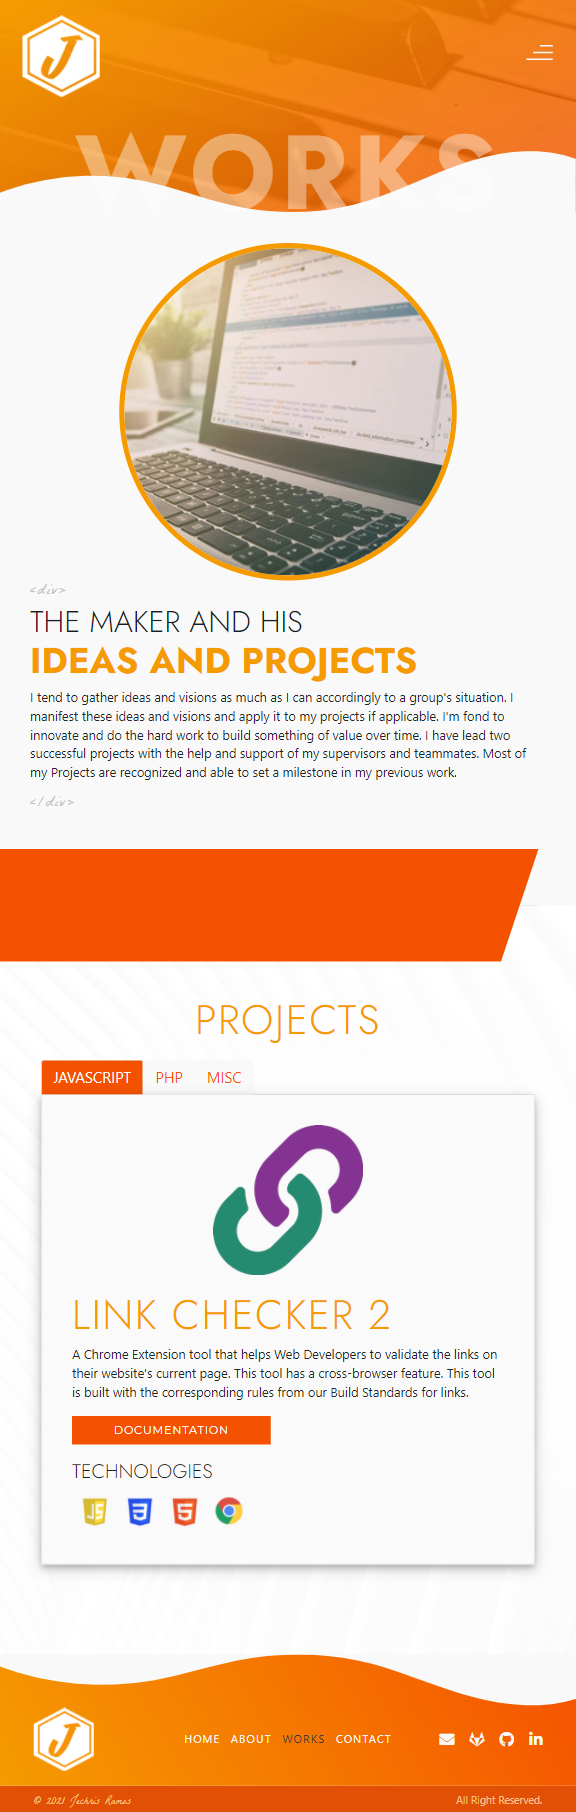 J
WORKS
<div>
THE MAKER AND HIS
IDEAS AND PROJECTS
I tend to gather ideas and visions as much as I can accordingly to a group's situation. I
manifest these ideas and visions and apply it to my projects if applicable. I'm fond to
innovate and do the hard work to build something of value over time. I have lead two
successful projects with the help and support of my supervisors and teammates. Most of
my Projects are recognized and able to set a milestone in my previous work.
</div>
PROJECTS
JAVASCRIPT PHP MISC
LINK CHECKER 2
A Chrome Extension tool that helps Web Developers to validate the links on
their website's current page. This tool has a cross-browser feature. This tool
is built with the corresponding rules from our Build Standards for links.
DOCUMENTATION
TECHNOLOGIES
JS 3 5
J
HOME ABOUT WORKS CONTACT in
© 2021 Jechris Ramos All Right Reserved.